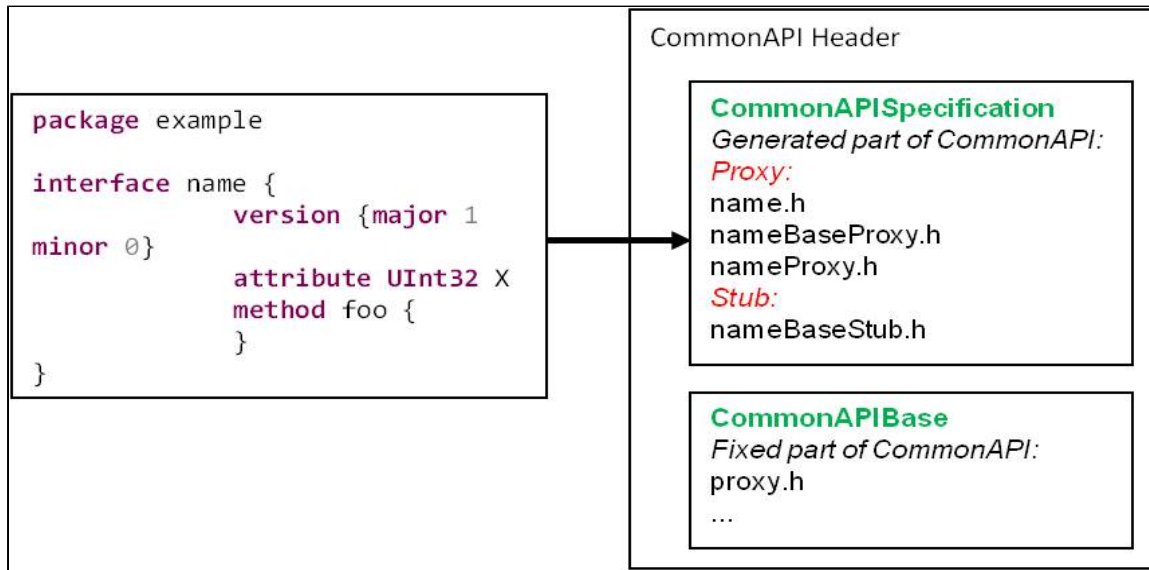 package example
interface name {
version {major 1
minor 0}
attribute UInt32 X
method foo {
}
}
CommonAPI Header
CommonAPISpecification
Generated part of CommonAPI:
Proxy:
name.h
nameBaseProxy.h
nameProxy.h
Stub:
nameBaseStub.h
CommonAPIBase
Fixed part of CommonAPI:
proxy.h
...